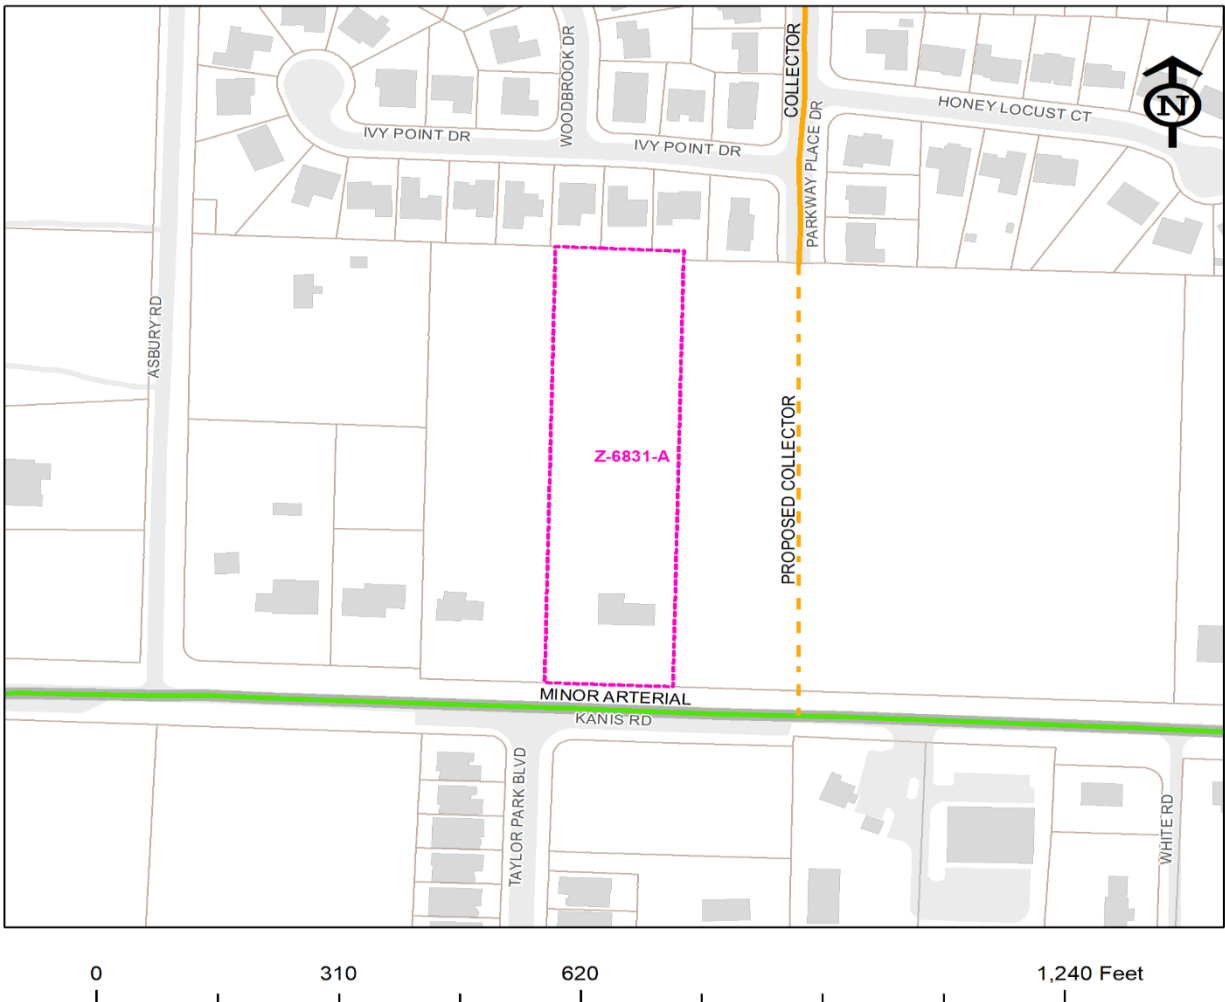 WOODBROOK DR
COLLECTOR
HONEY LOCUST CT
N
IVY POINT DR
IVY POINT DR
PARKWAY PLACE DR
ASBURY RD
Z-6831-A
PROPOSED COLLECTOR
MINOR ARTERIAL
KANIS RD
TAYLOR PARK BLVD
WHITE RD
0 310 620 1,240 Feet